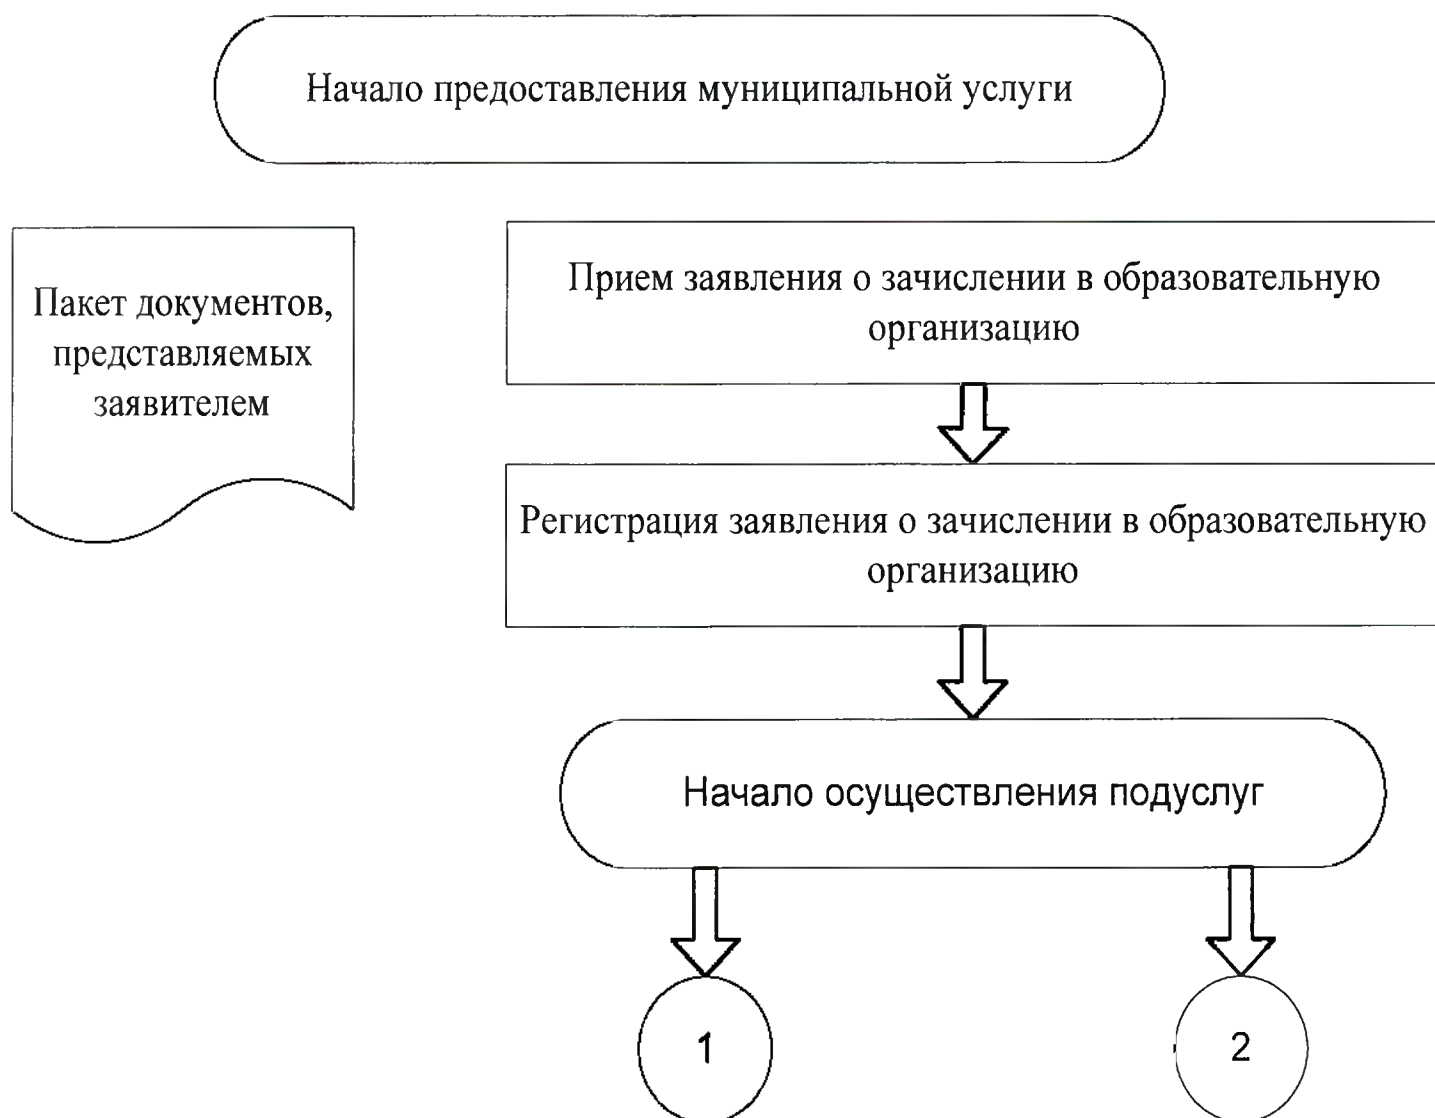 Начало предоставления муниципальной услуги
Пакет документов,
представляемых
заявителем
Прием заявления о зачислении в образовательную
организацию
Регистрация заявления о зачислении в образовательную
организацию
Начало осуществления подуслуг
1
2